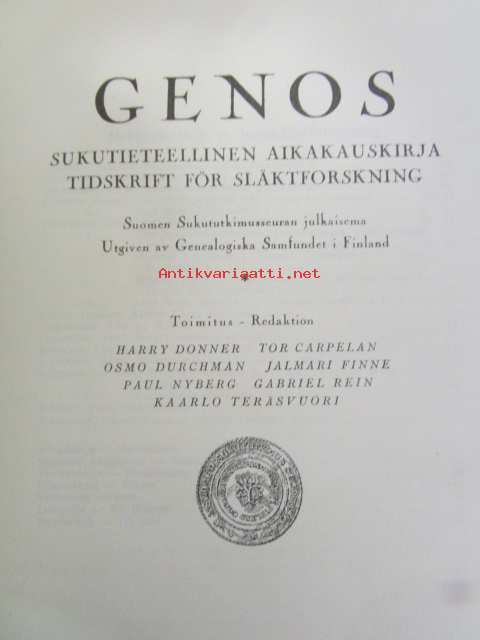 GENOS
SUKUTIETEELLINEN AIKAKAUSKIRJA
TIDSKRIFT FÖR SLÄKTFORSKNING
Suomen Sukututkimusseuran julkaisema
Utgiven av Genealogiska Samfundet i Finland
Antikvariaatti.net
*
Toimitus - Redaktion
HARRY DONNER TOR CARPELAN
OSMO DURCHMAN JALMARI FINNE
PAUL NYBERG GABRIEL REIN
KAARLO TERÄSVUORI